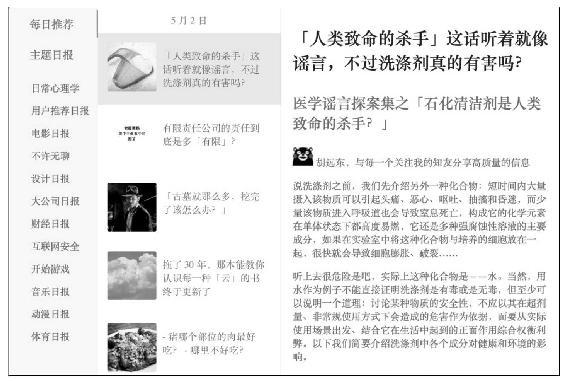 每日推荐
主题日报
日常心理学
用户推荐日报
电影日报
不许无聊
设计日报
大公司日报
财经日报
互联网安全
开始游戏
音乐日报
动漫日报
体育日报
5月2日
「人类致命的杀手」这
话听着就像谣言，不过
洗涤剂真的有害吗？
有限责任公司的责任到
底是多「有限」？
「古墓就那么多，挖完
了该怎么办？」
拖了 30 年，那本能教你
认识每一种「云」的书
终于更新了
- 猪哪个部位的肉最好
吃？ - 哪里不好吃？
「人类致命的杀手」这话听着就像
谣言，不过洗涤剂真的有害吗？
医学谣言探案集之「石化清洁剂是人类
致命的杀手？」
胡远东，与每一个关注我的知友分享高质量的信息
说洗涤剂之前，我们先介绍另外一种化合物：短时间内大量
摄入该物质可以引起头痛、恶心、呕吐、抽搐和昏迷，而少
量该物质进入呼吸道也会导致窒息死亡，构成它的化学元素
在单体状态下都高度易燃，它还是多种强腐蚀性溶液的主要
成分，如果在实验室中将这种化合物与培养的细胞放在一
起，很快就会导致细胞膨胀、破裂……
听上去很危险是吧，实际上这种化合物是——水。当然，用
水作为例子不能直接证明洗涤剂是有毒或是无毒，但至少可
以说明一个道理：讨论某种物质的安全性，不应以其在超剂
量、非常规使用方式下会造成的危害作为依据，而要从实际
使用场景出发、结合它在生活中起到的正面作用综合权衡利
弊。以下我们简要介绍洗涤剂中各个成分对健康和环境的影
响。